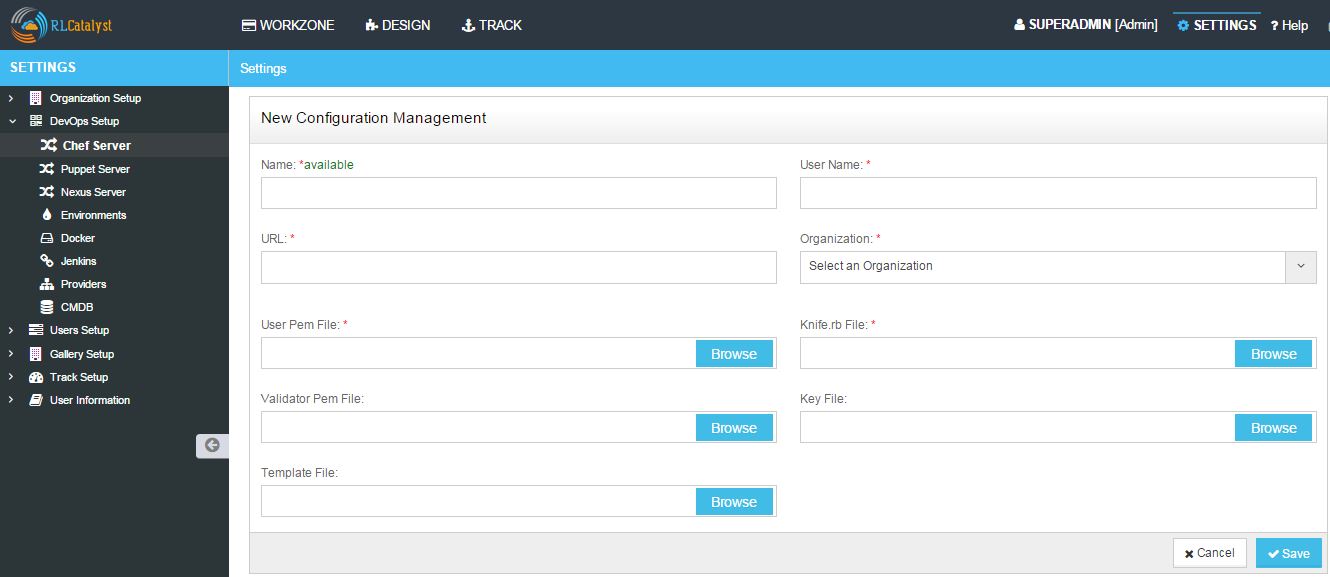 RLCatalyst WORKZONE DESIGN TRACK SUPERADMIN [Admin] SETTINGS ? Help
SETTINGS
Organization Setup
DevOps Setup
Chef Server
Puppet Server
Nexus Server
Environments
Docker
Jenkins
Providers
CMDB
Users Setup
Gallery Setup
Track Setup
User Information
Settings
New Configuration Management
Name: *available
User Name: *
URL: *
Organization: *
Select an Organization
User Pem File: *
Browse
Knife.rb File: *
Browse
Validator Pem File:
Browse
Key File:
Browse
Template File:
Browse
Cancel Save